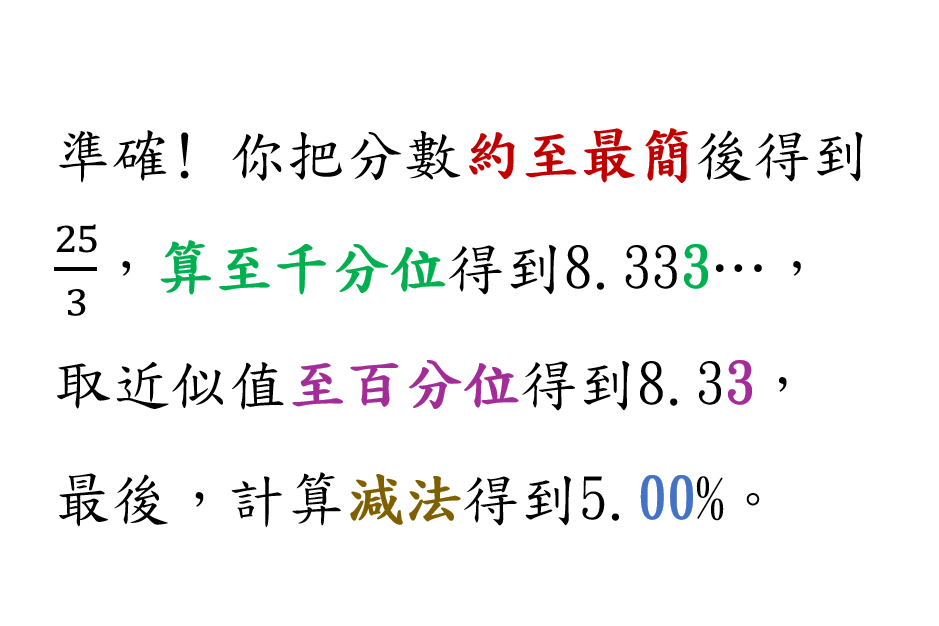 準確！你把分數約至最簡後得到
25/3，算至千分位得到8.333…，
取近似值至百分位得到8.33，
最後，計算減法得到5.00%。